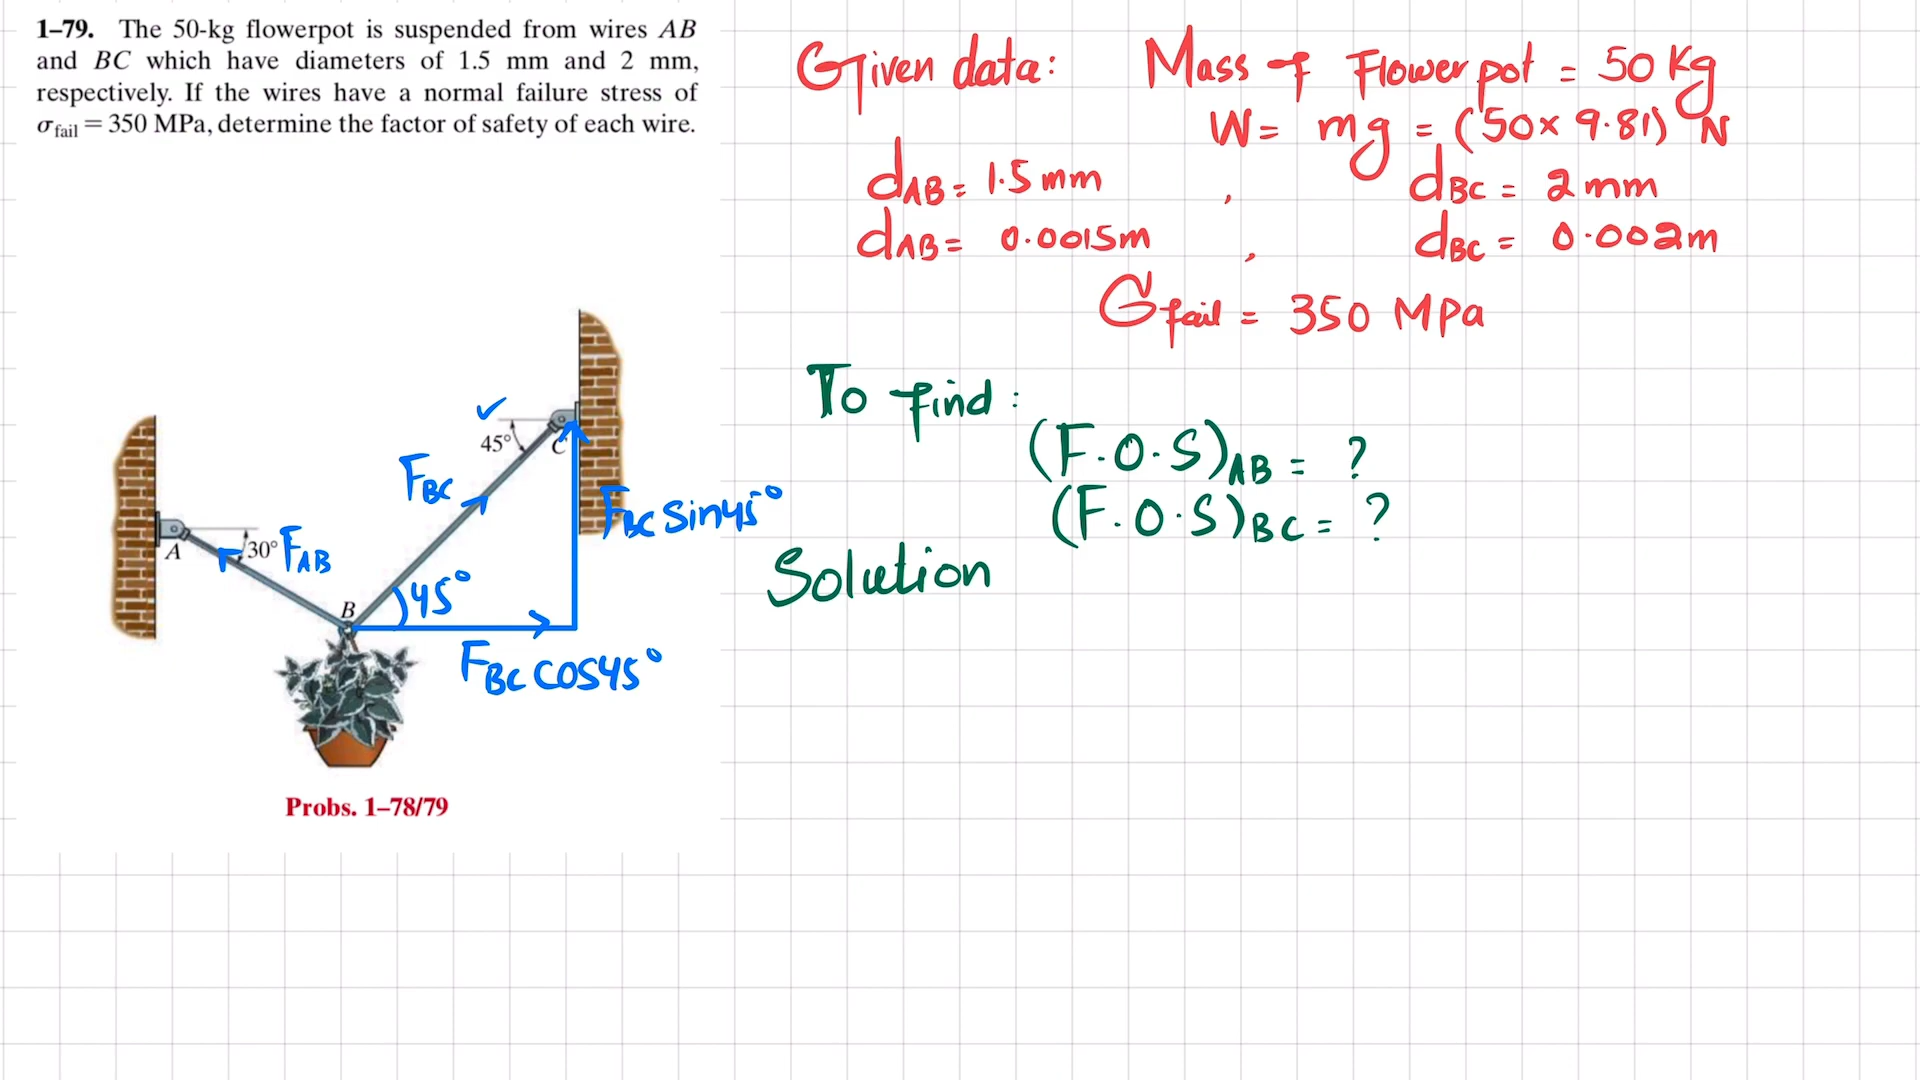 1–79. The 50-kg flowerpot is suspended from wires AB
and BC which have diameters of 1.5 mm and 2 mm,
respectively. If the wires have a normal failure stress of
σfail = 350 MPa, determine the factor of safety of each wire.
Given data: Mass of Flower pot = 50 Kg
W = mg = (50 × 9.81) N
dAB = 1.5 mm , dBC = 2 mm
dAB = 0.0015m , dBC = 0.002m
σfail = 350 MPa
To find:
(F.O.S)AB = ?
(F.O.S)BC = ?
Solution
45°
C
FBC
FBC Sin45°
A
30°
FAB
45°
B
FBC COS45°
Probs. 1–78/79